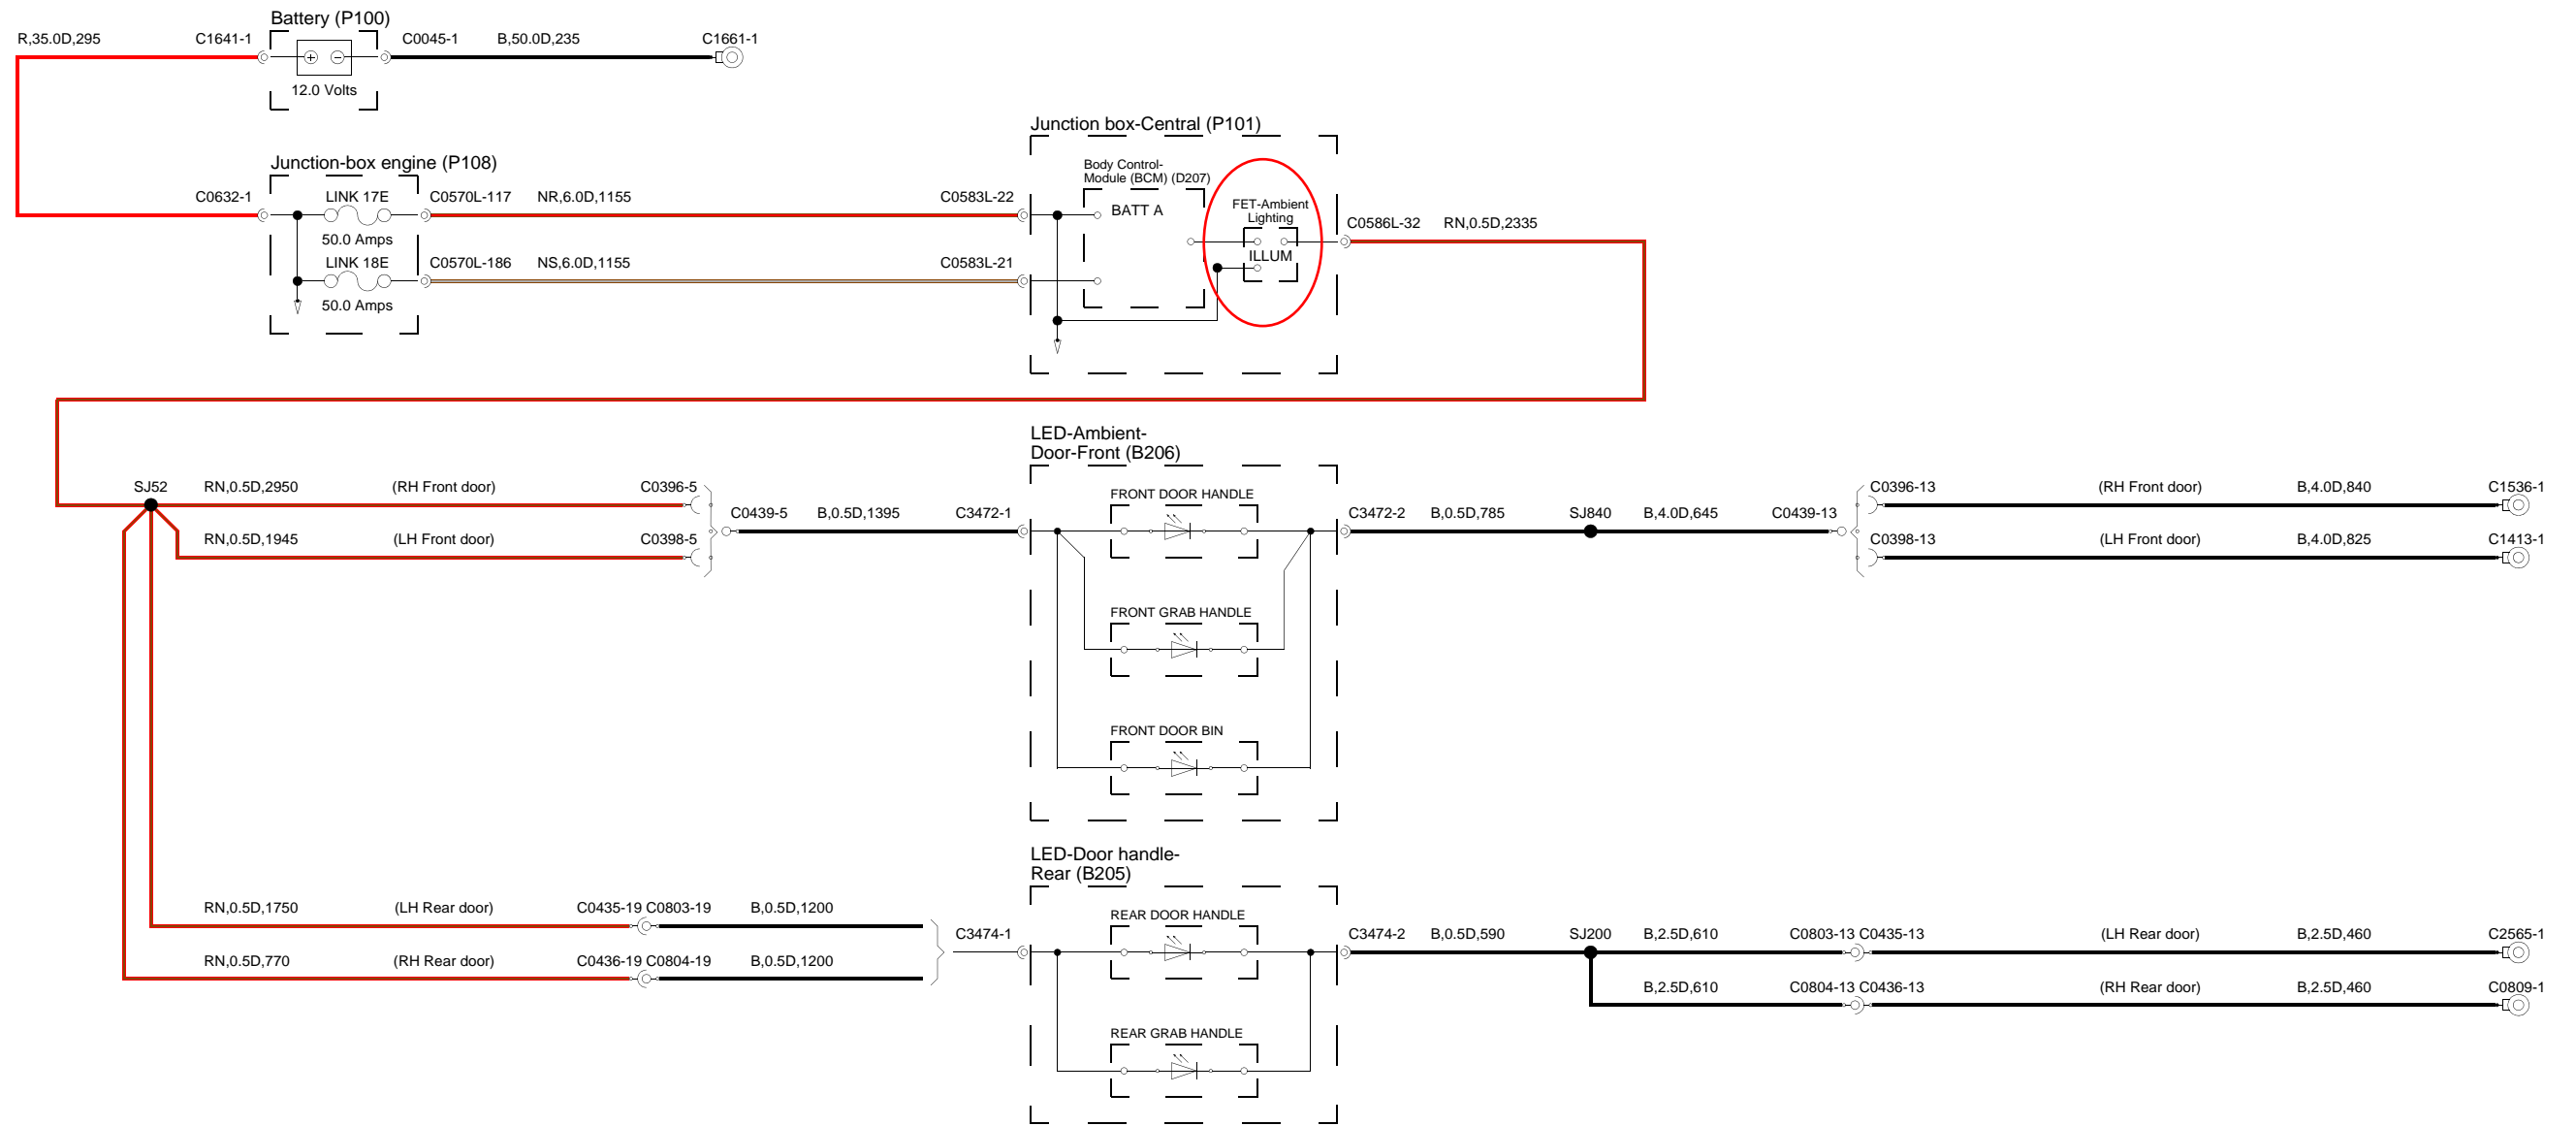 Battery (P100)
R,35.0D,295
C1641-1
C0045-1
B,50.0D,235
C1661-1
12.0 Volts
Junction box-Central (P101)
Junction-box engine (P108)
Body Control-
Module (BCM) (D207)
C0632-1
LINK 17E
C0570L-117
NR,6.0D,1155
C0583L-22
BATT A
FET-Ambient
Lighting
C0586L-32
RN,0.5D,2335
50.0 Amps
LINK 18E
C0570L-186
NS,6.0D,1155
C0583L-21
ILLUM
50.0 Amps
LED-Ambient-
Door-Front (B206)
SJ52
RN,0.5D,2950
(RH Front door)
C0396-5
FRONT DOOR HANDLE
C0396-13
(RH Front door)
B,4.0D,840
C1536-1
C0439-5
B,0.5D,1395
C3472-1
C3472-2
B,0.5D,785
SJ840
B,4.0D,645
C0439-13
RN,0.5D,1945
(LH Front door)
C0398-5
C0398-13
(LH Front door)
B,4.0D,825
C1413-1
FRONT GRAB HANDLE
FRONT DOOR BIN
LED-Door handle-
Rear (B205)
RN,0.5D,1750
(LH Rear door)
C0435-19 C0803-19
B,0.5D,1200
REAR DOOR HANDLE
C3474-1
C3474-2
B,0.5D,590
SJ200
B,2.5D,610
C0803-13 C0435-13
(LH Rear door)
B,2.5D,460
C2565-1
RN,0.5D,770
(RH Rear door)
C0436-19 C0804-19
B,0.5D,1200
B,2.5D,610
C0804-13 C0436-13
(RH Rear door)
B,2.5D,460
C0809-1
REAR GRAB HANDLE